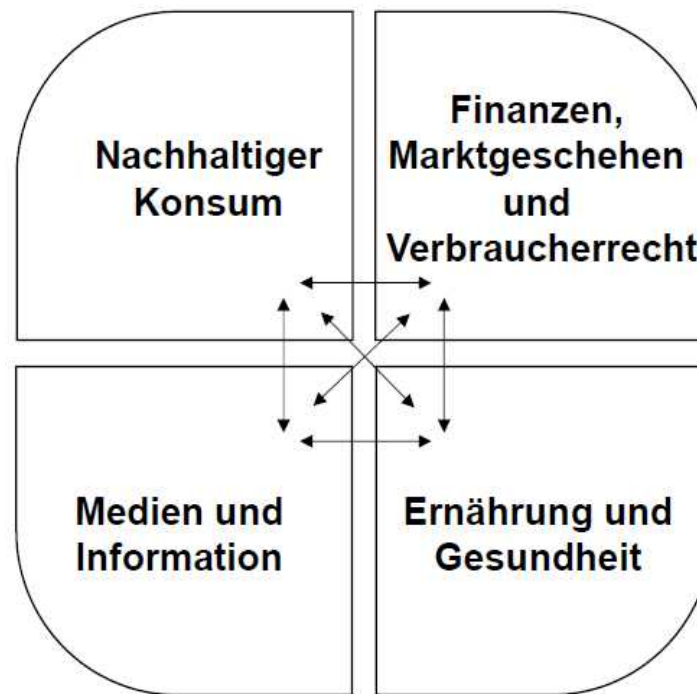 Nachhaltiger
Konsum
Finanzen,
Marktgeschehen
und
Verbraucherrecht
Medien und
Information
Ernährung und
Gesundheit